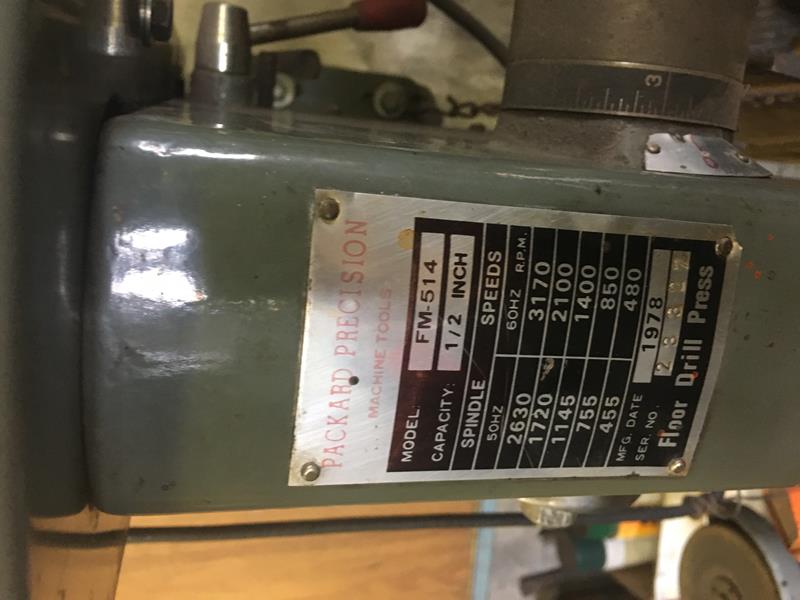 3
PACKARD PRECISION
MACHINE TOOLS
MODEL: FM-514
CAPACITY: 1/2 INCH
SPINDLE SPEEDS
50HZ 60HZ R.P.M.
2630 3170
1720 2100
1145 1400
755 850
455 480
MFG. DATE 1978
SER. NO.
Floor Drill Press